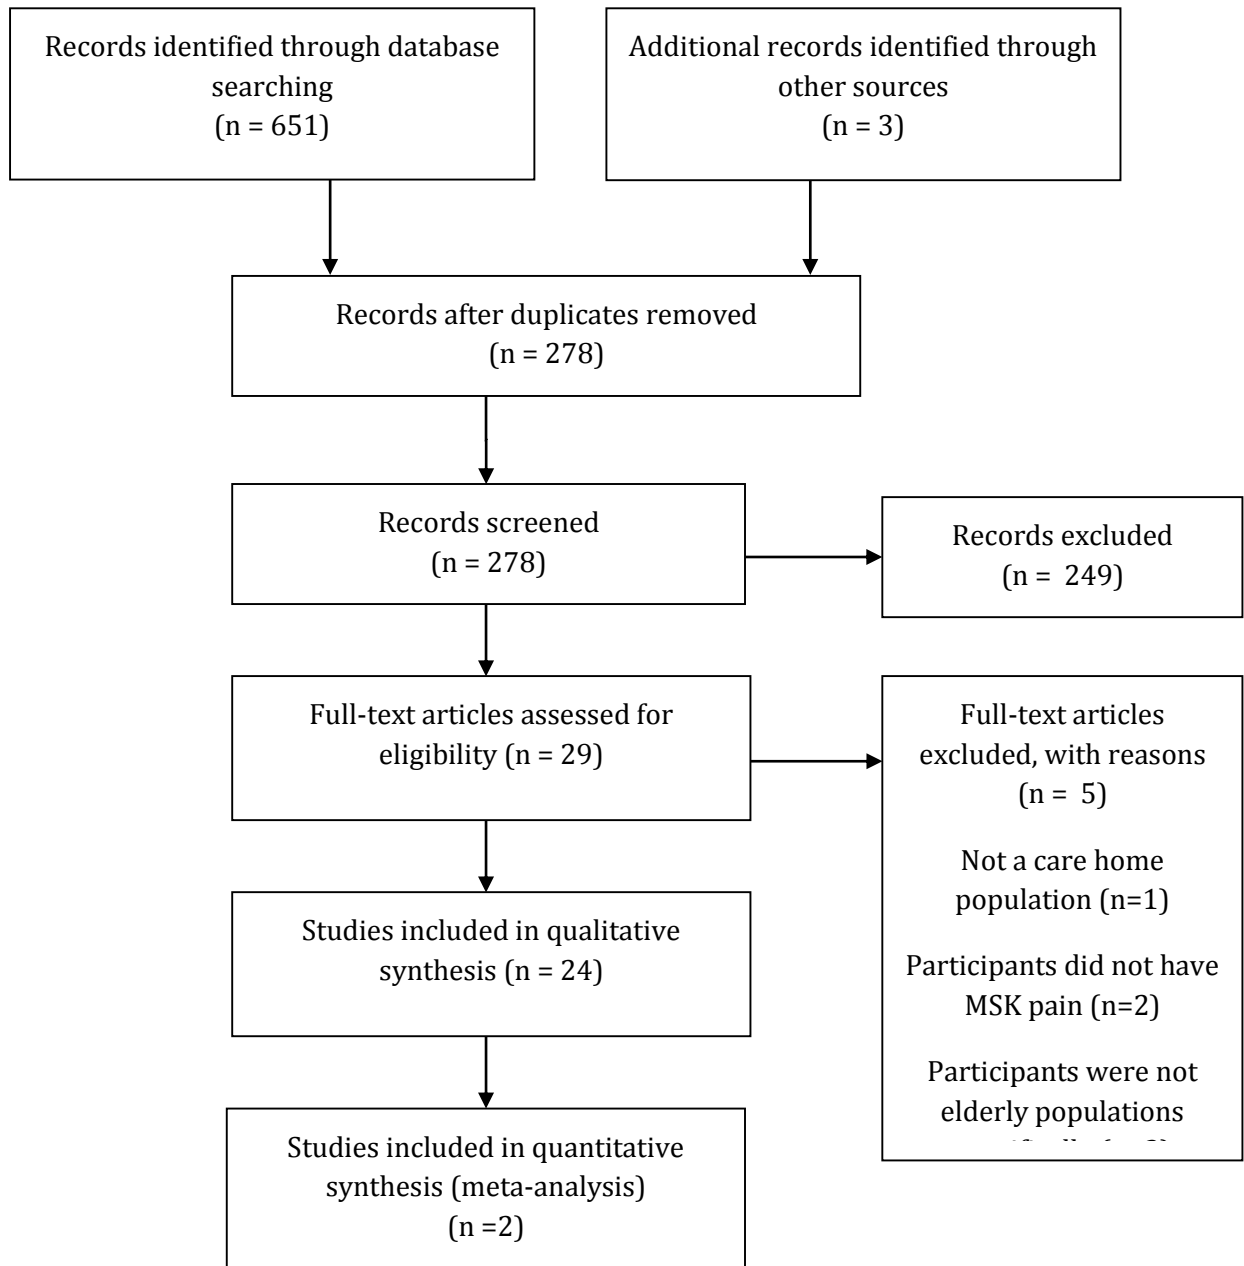 Records identified through database
searching
(n = 651)
Additional records identified through
other sources
(n = 3)
Records after duplicates removed
(n = 278)
Records screened
(n = 278)
Records excluded
(n =  249)
Full-text articles assessed for
eligibility (n = 29)
Full-text articles
excluded, with reasons
(n =  5)
Not a care home
population (n=1)
Participants did not have
MSK pain (n=2)
Participants were not
elderly populations
Studies included in qualitative
synthesis (n = 24)
Studies included in quantitative
synthesis (meta-analysis)
(n =2)